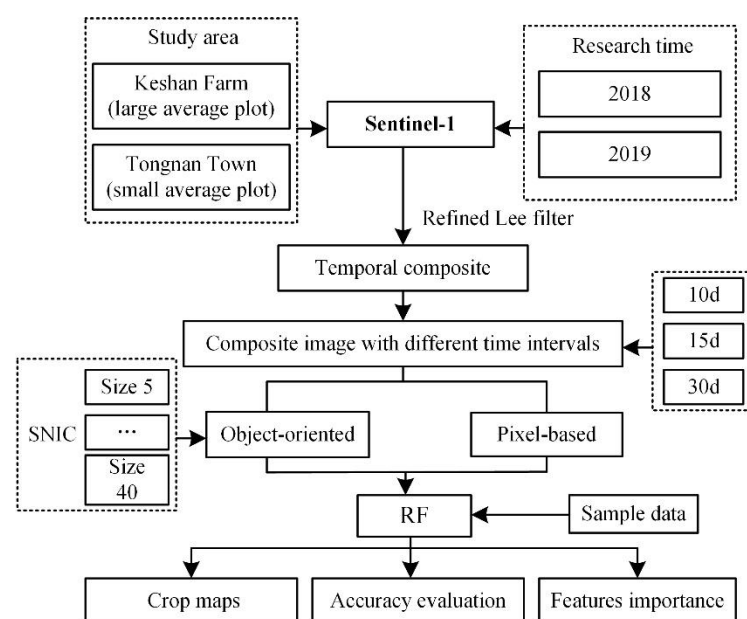 Study area
Keshan Farm
(large average plot)
Tongnan Town
(small average plot)
Sentinel-1
Research time
2018
2019
Refined Lee filter
Temporal composite
Composite image with different time intervals
10d
15d
30d
SNIC
Size 5
...
Size
40
Object-oriented
Pixel-based
RF
Sample data
Crop maps
Accuracy evaluation
Features importance